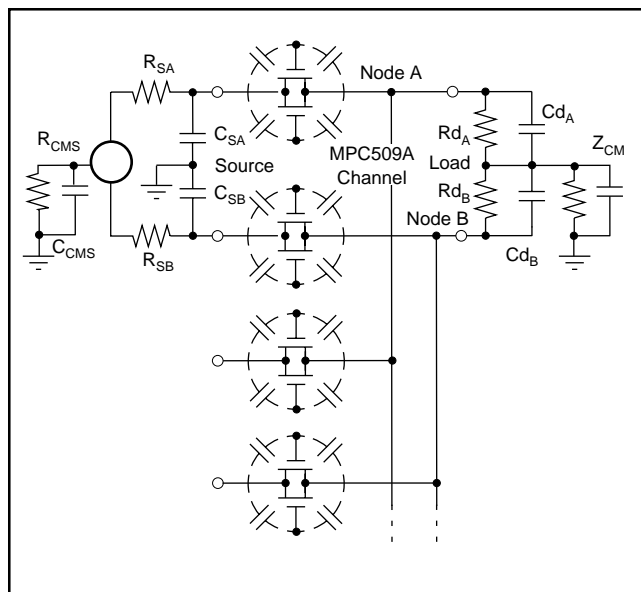 R_SA
Node A
Cd_A
R_CMS
C_SA
Rd_A
MPC509A
Channel
Source
Load
Z_CM
C_SB
Rd_B
Node B
C_CMS
R_SB
Cd_B